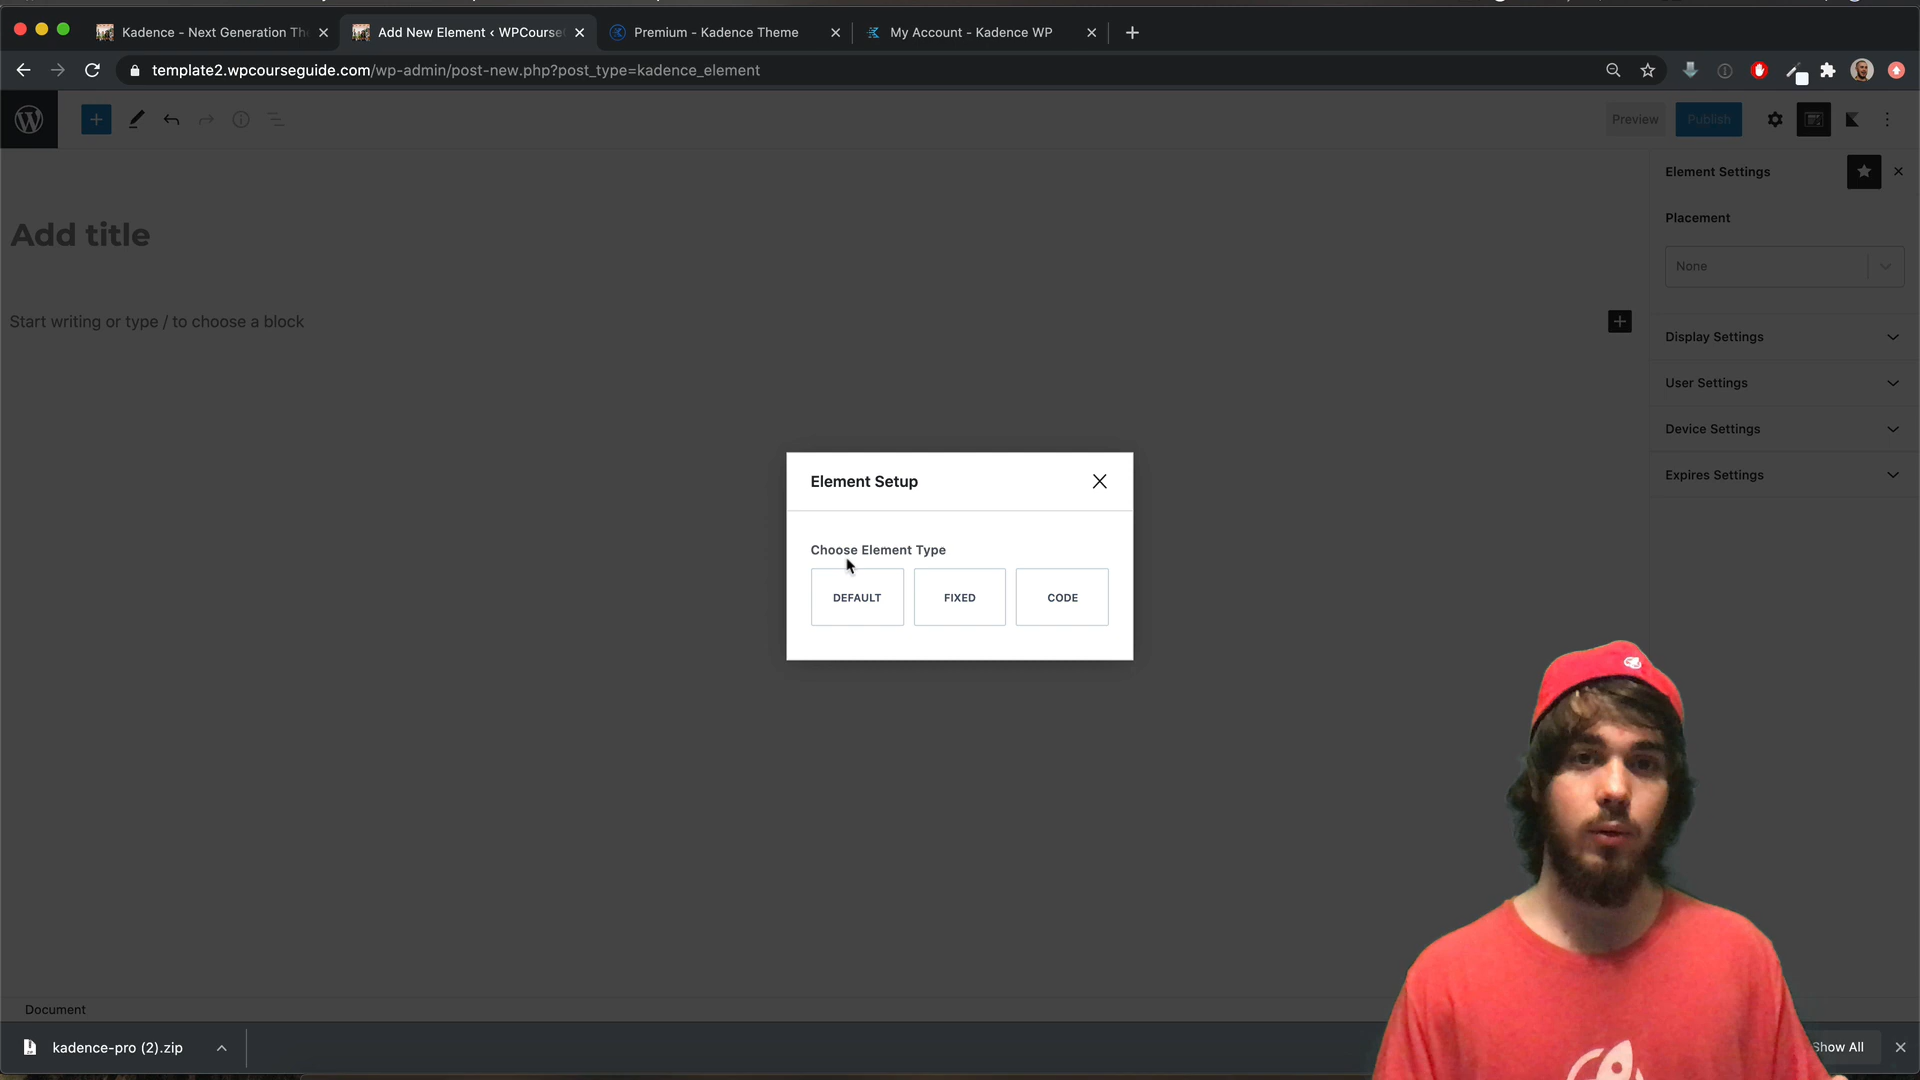 Kadence - Next Generation Th
Add New Element ‹ WPCourse
Premium - Kadence Theme
My Account - Kadence WP
template2.wpcourseguide.com/wp-admin/post-new.php?post_type=kadence_element
Preview
Publish
Element Settings
Add title
Placement
None
Start writing or type / to choose a block
Display Settings
User Settings
Device Settings
Expires Settings
Element Setup
Choose Element Type
DEFAULT
FIXED
CODE
Document
kadence-pro (2).zip
Show All